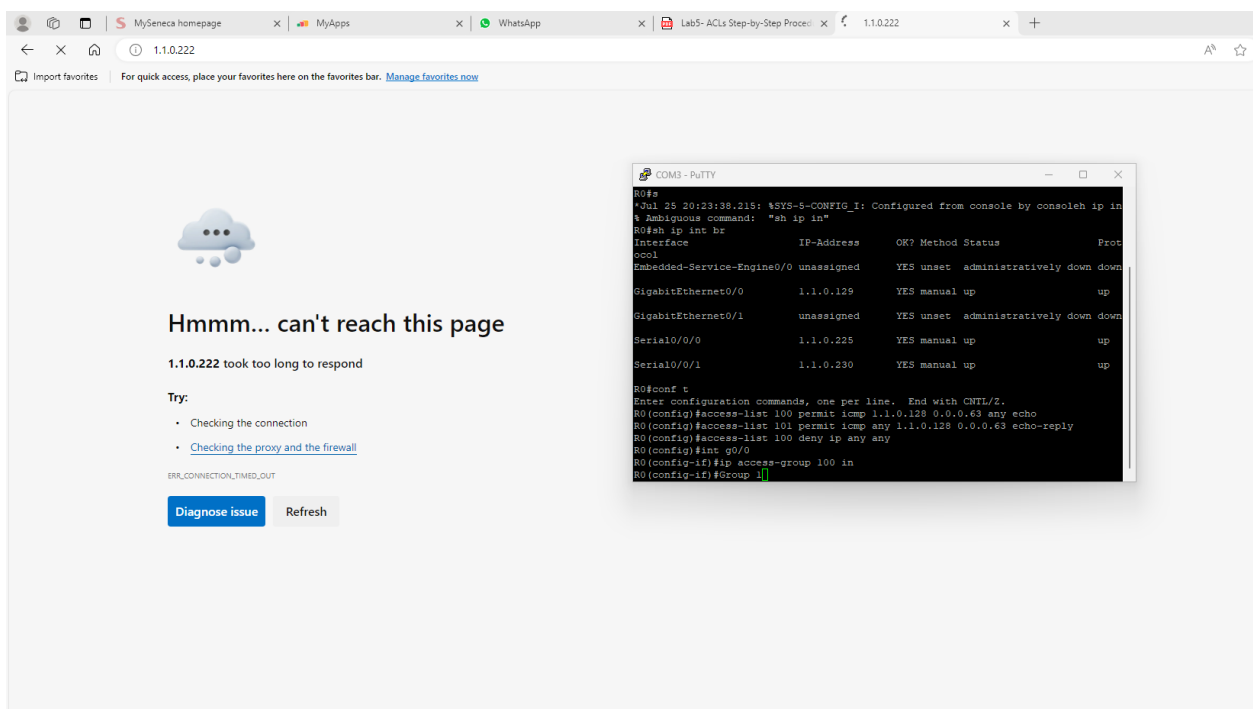 MySeneca homepage
MyApps
WhatsApp
Lab5- ACLs Step-by-Step Proced
1.1.0.222
1.1.0.222
Import favorites
For quick access, place your favorites here on the favorites bar. Manage favorites now
Hmmm... can't reach this page
1.1.0.222 took too long to respond
Try:
• Checking the connection
• Checking the proxy and the firewall
ERR_CONNECTION_TIMED_OUT
Diagnose issue
Refresh
COM3 - PuTTY
R0#s
*Jul 25 20:23:38.215: %SYS-5-CONFIG_I: Configured from console by consoleh ip in
% Ambiguous command:  "sh ip in"
R0#sh ip int br
Interface IP-Address OK? Method Status Prot
ocol
Embedded-Service-Engine0/0 unassigned YES unset administratively down down
GigabitEthernet0/0 1.1.0.129 YES manual up up
GigabitEthernet0/1 unassigned YES unset administratively down down
Serial0/0/0 1.1.0.225 YES manual up up
Serial0/0/1 1.1.0.230 YES manual up up
R0#conf t
Enter configuration commands, one per line.  End with CNTL/Z.
R0(config)#access-list 100 permit icmp 1.1.0.128 0.0.0.63 any echo
R0(config)#access-list 101 permit icmp any 1.1.0.128 0.0.0.63 echo-reply
R0(config)#access-list 100 deny ip any any
R0(config)#int g0/0
R0(config-if)#ip access-group 100 in
R0(config-if)#Group 1